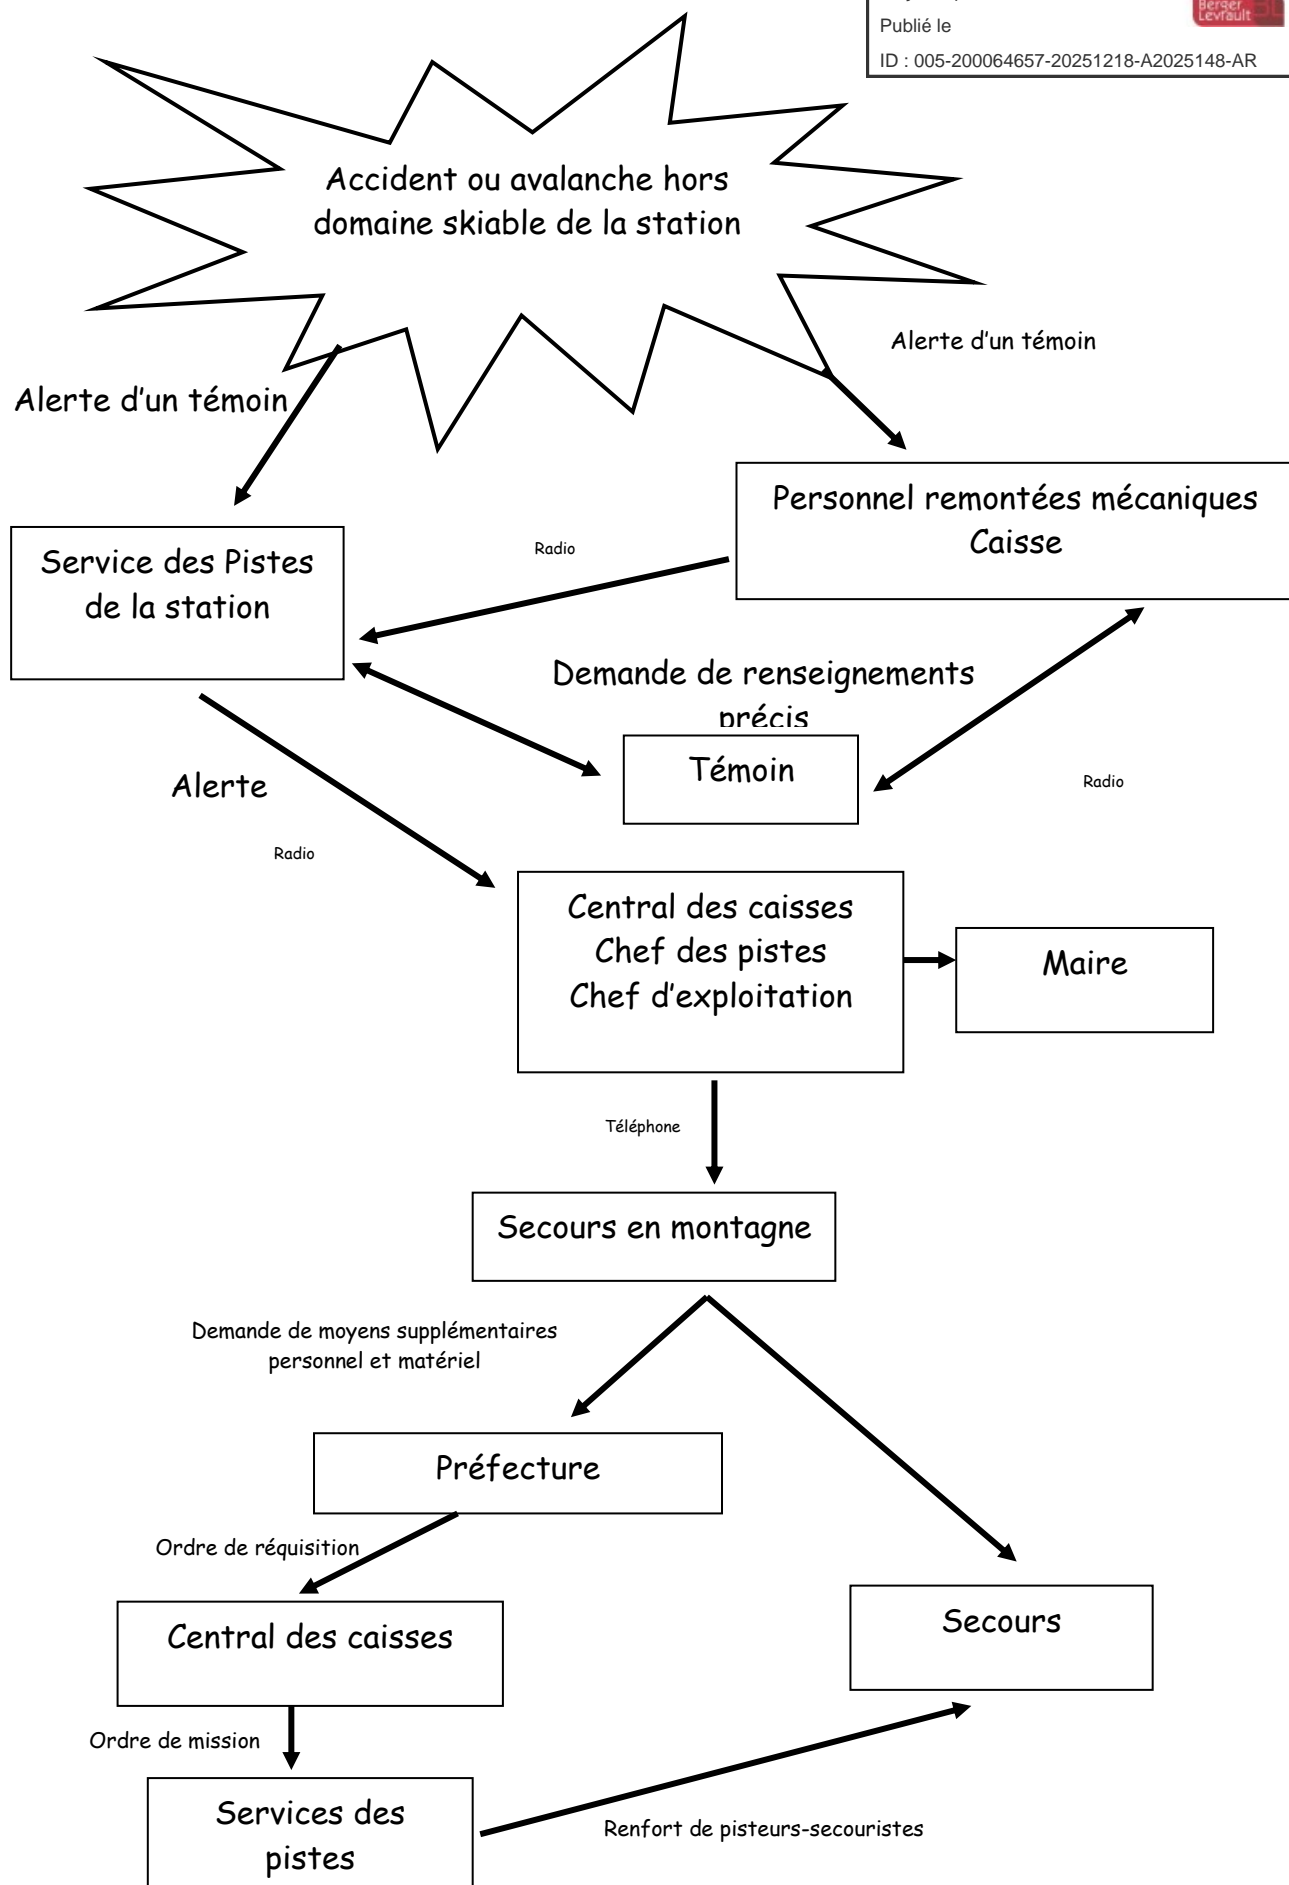 Berger
Levrault
Publié le
ID : 005-200064657-20251218-A2025148-AR
Accident ou avalanche hors
domaine skiable de la station
Alerte d'un témoin
Alerte d'un témoin
Personnel remontées mécaniques
Caisse
Radio
Service des Pistes
de la station
Demande de renseignements
précis
Témoin
Radio
Alerte
Radio
Central des caisses
Chef des pistes
Chef d'exploitation
Maire
Téléphone
Secours en montagne
Demande de moyens supplémentaires
personnel et matériel
Préfecture
Ordre de réquisition
Central des caisses
Secours
Ordre de mission
Services des
pistes
Renfort de pisteurs-secouristes